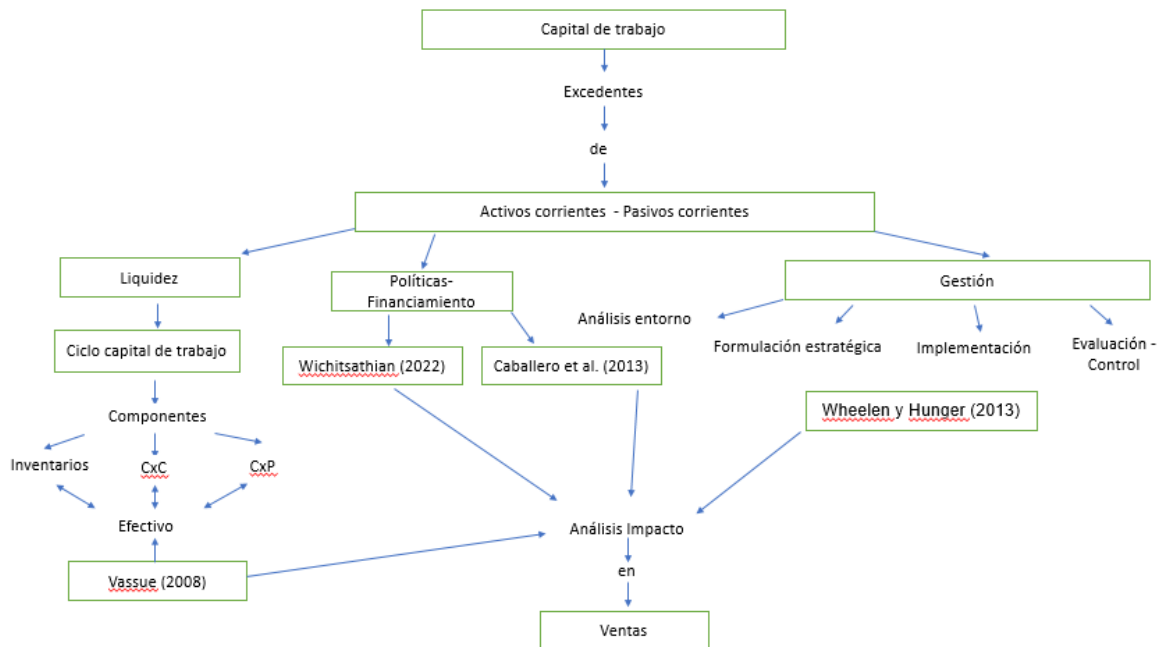 Capital de trabajo
Excedentes
de
Activos corrientes - Pasivos corrientes
Liquidez
Políticas-
Financiamiento
Gestión
Análisis entorno
Formulación estratégica
Implementación
Evaluación -
Control
Ciclo capital de trabajo
Wichitsathian (2022)
Caballero et al. (2013)
Wheelen y Hunger (2013)
Componentes
Inventarios
CxC
CxP
Efectivo
Vassue (2008)
Análisis Impacto
en
Ventas